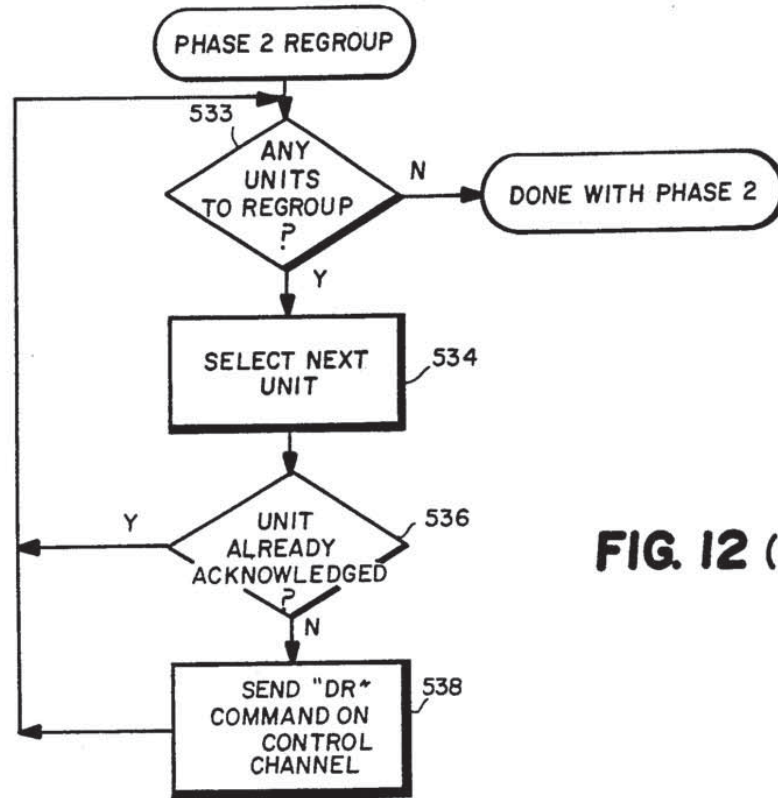 PHASE 2 REGROUP
533
ANY
UNITS
TO REGROUP
?
N
DONE WITH PHASE 2
Y
SELECT NEXT
UNIT
534
Y
UNIT
ALREADY
ACKNOWLEDGED
?
536
N
FIG. 12 (
SEND "DR"
COMMAND ON
CONTROL
CHANNEL
538